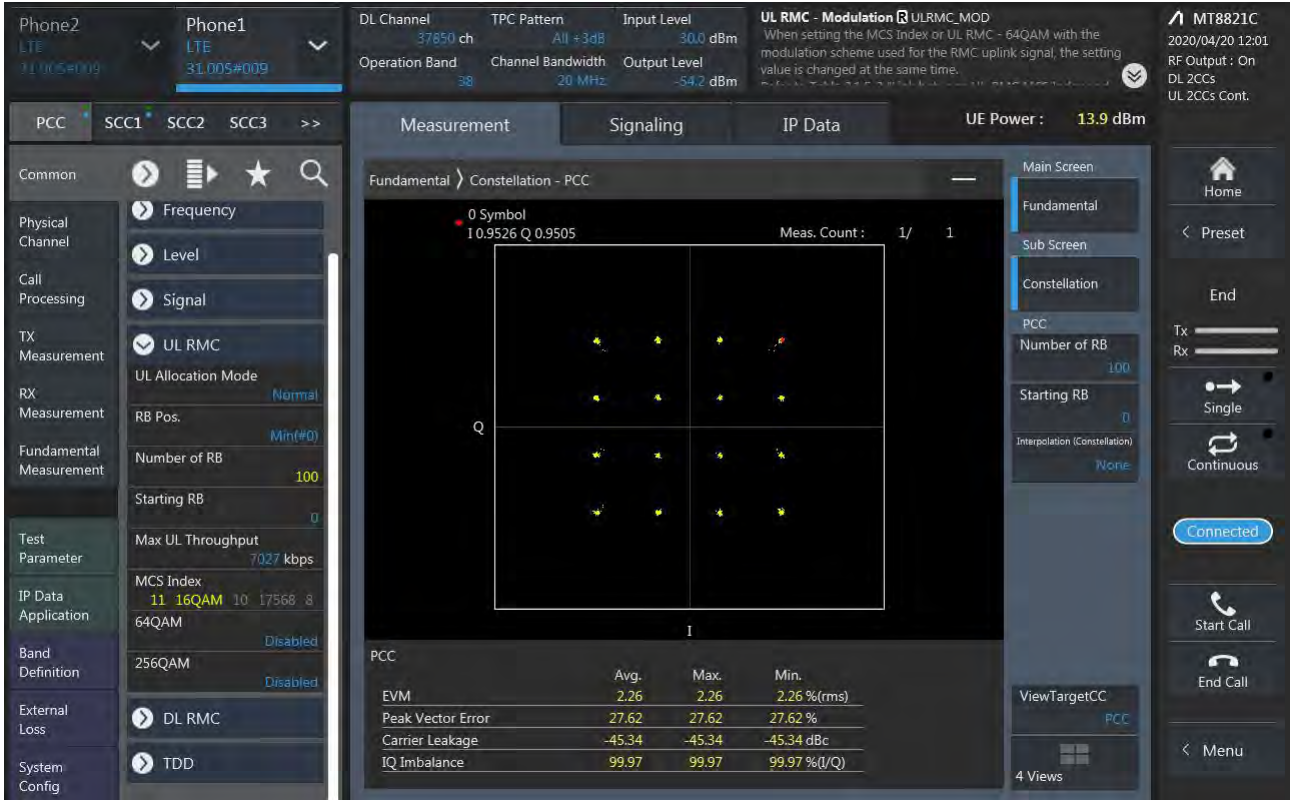 Phone2
LTE
31.005#009
Phone1
LTE
31.005#009
DL Channel
37850 ch
TPC Pattern
All +3dB
Input Level
30.0 dBm
Operation Band
38
Channel Bandwidth
20 MHz
Output Level
-54.2 dBm
UL RMC - Modulation R ULRMC_MOD
When setting the MCS Index or UL RMC - 64QAM with the
modulation scheme used for the RMC uplink signal, the setting
value is changed at the same time.
MT8821C
2020/04/20 12:01
RF Output : On
DL 2CCs
UL 2CCs Cont.
PCC SCC1 SCC2 SCC3 >>
Measurement Signaling IP Data
UE Power : 13.9 dBm
Common
Physical
Channel
Call
Processing
TX
Measurement
RX
Measurement
Fundamental
Measurement
Test
Parameter
IP Data
Application
Band
Definition
External
Loss
System
Config
Frequency
Level
Signal
UL RMC
UL Allocation Mode
Normal
RB Pos.
Min(#0)
Number of RB
100
Starting RB
0
Max UL Throughput
7027 kbps
MCS Index
11 16QAM 10 17568 8
64QAM
Disabled
256QAM
Disabled
DL RMC
TDD
Fundamental Constellation - PCC
0 Symbol
I 0.9526 Q 0.9505
Meas. Count : 1/ 1
Q
I
PCC
Avg. Max. Min.
EVM 2.26 2.26 2.26 %(rms)
Peak Vector Error 27.62 27.62 27.62 %
Carrier Leakage -45.34 -45.34 -45.34 dBc
IQ Imbalance 99.97 99.97 99.97 %(I/Q)
Main Screen
Fundamental
Sub Screen
Constellation
PCC
Number of RB
100
Starting RB
0
Interpolation (Constellation)
None
ViewTargetCC
PCC
4 Views
Home
< Preset
End
Tx
Rx
Single
Continuous
Connected
Start Call
End Call
< Menu